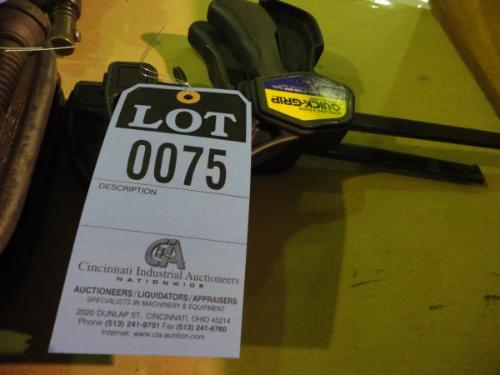 LOT
0075
DESCRIPTION
CIA
Cincinnati Industrial Auctioneers
NATIONWIDE
AUCTIONEERS/LIQUIDATORS/APPRAISERS
SPECIALISTS IN MACHINERY & EQUIPMENT
2020 DUNLAP ST., CINCINNATI, OHIO 45214
Phone (513) 241-9701 Fax (513) 241-6760
Internet: www.cia-auction.com
QUICK-GRIP